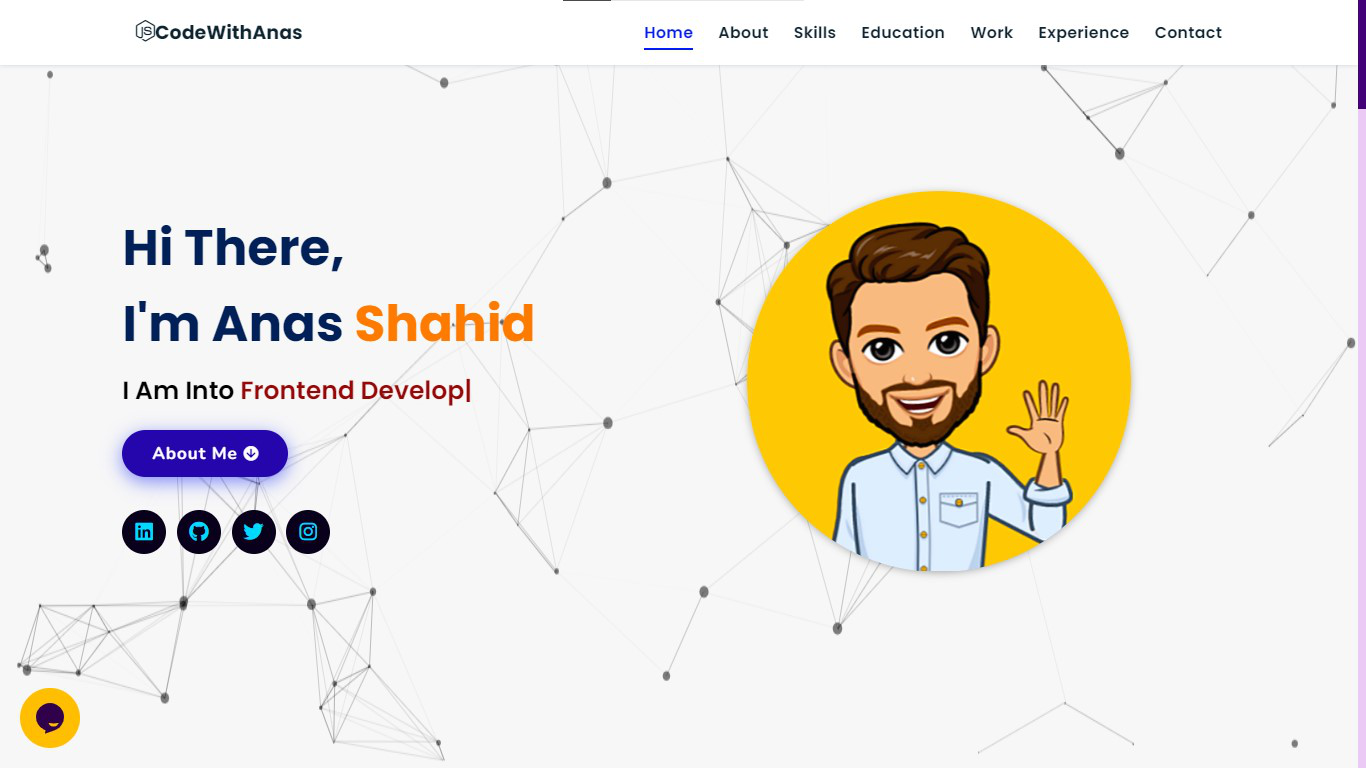 CodeWithAnas
Home About Skills Education Work Experience Contact
Hi There,
I'm Anas Shahid
I Am Into Frontend Develop|
About Me